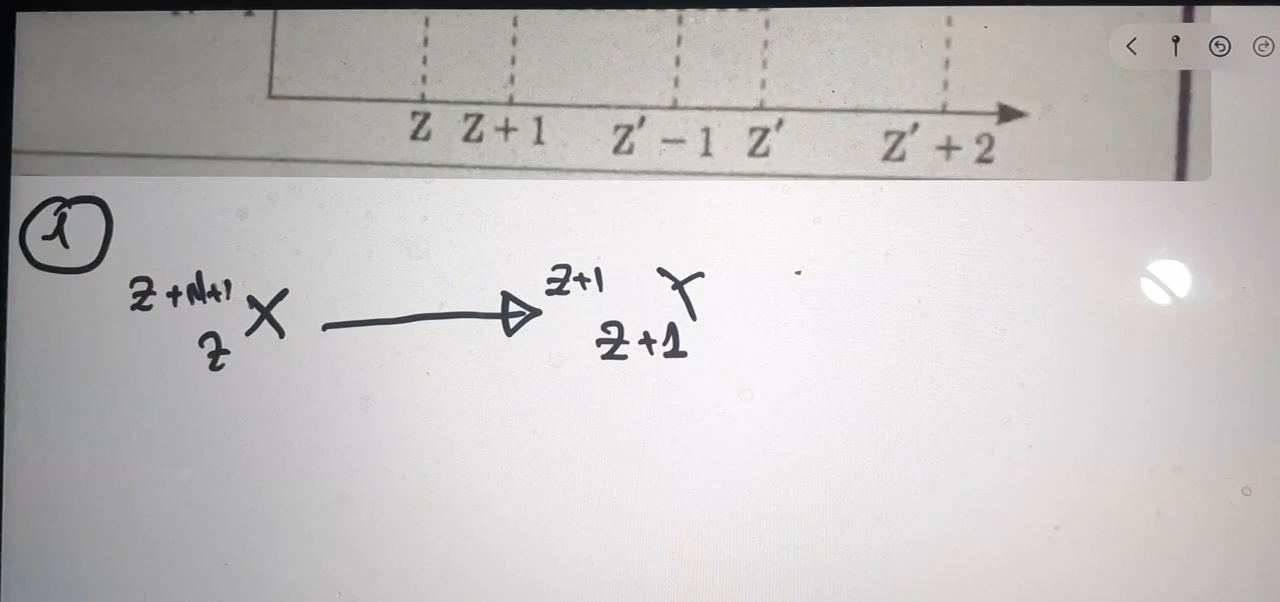 Z Z + 1 Z′ − 1 Z′ Z′ + 2
1
Z+N+1 X Z+1 Y
Z Z+1